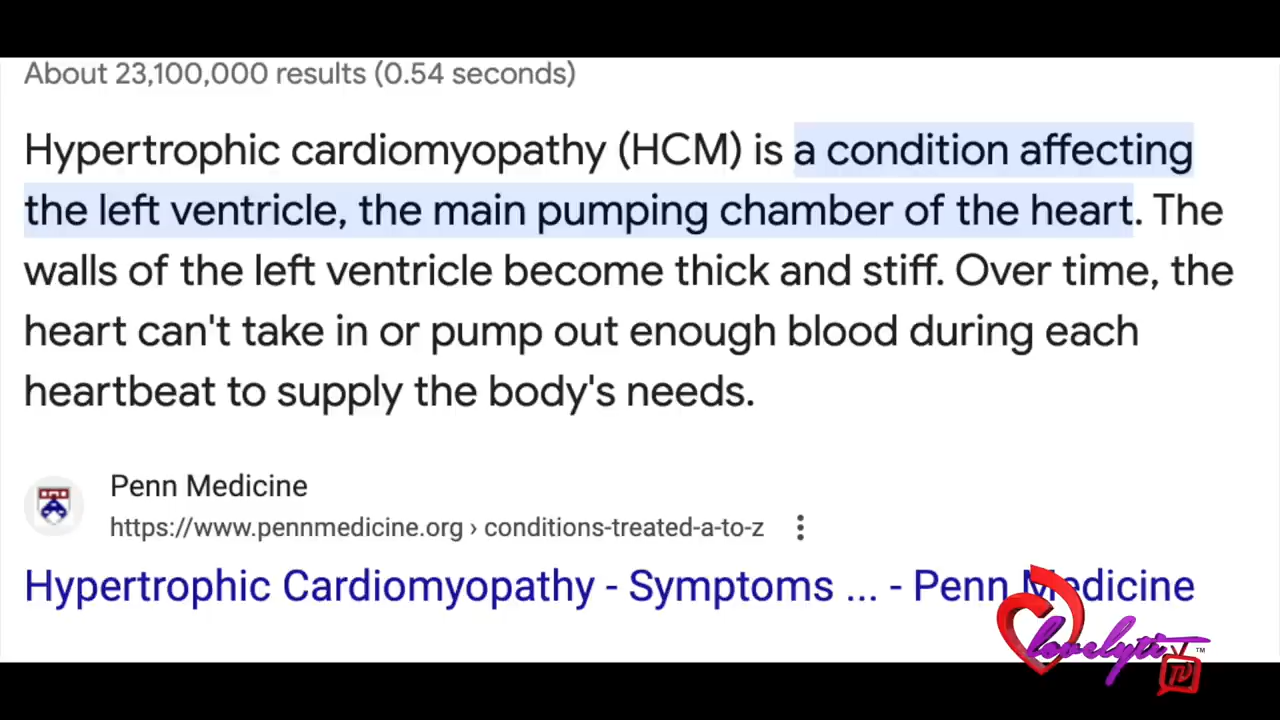 About 23,100,000 results (0.54 seconds)
Hypertrophic cardiomyopathy (HCM) is a condition affecting
the left ventricle, the main pumping chamber of the heart. The
walls of the left ventricle become thick and stiff. Over time, the
heart can't take in or pump out enough blood during each
heartbeat to supply the body's needs.
Penn Medicine
https://www.pennmedicine.org › conditions-treated-a-to-z
Hypertrophic Cardiomyopathy - Symptoms ... - Penn Medicine
lovelyti ™
TV